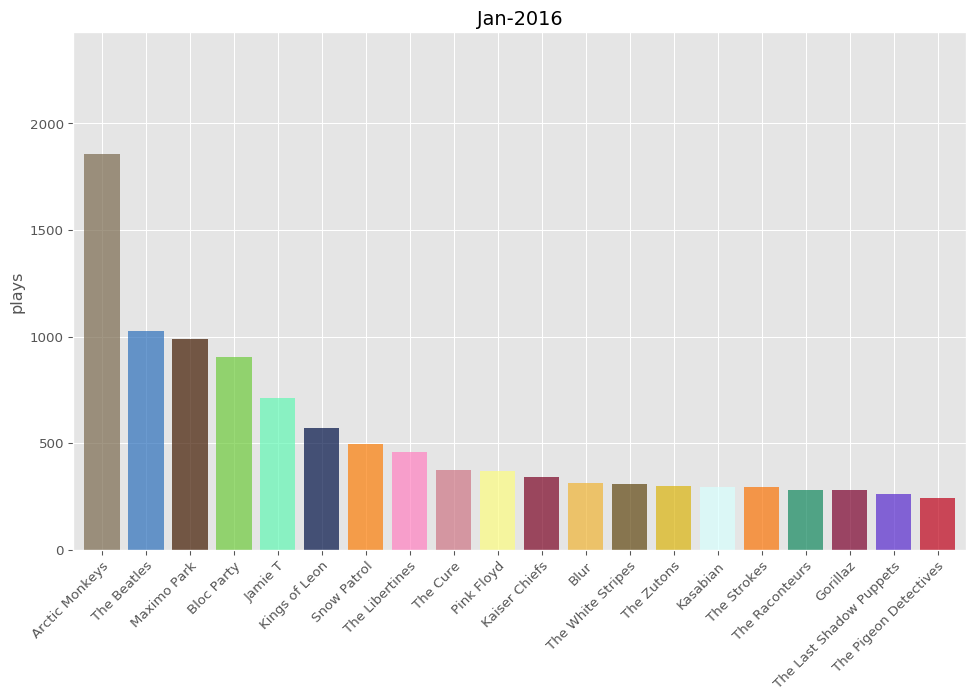 Jan-2016
plays
2000
1500
1000
500
0
Arctic Monkeys
The Beatles
Maximo Park
Bloc Party
Jamie T
Kings of Leon
Snow Patrol
The Libertines
The Cure
Pink Floyd
Kaiser Chiefs
Blur
The White Stripes
The Zutons
Kasabian
The Strokes
The Raconteurs
Gorillaz
The Last Shadow Puppets
The Pigeon Detectives